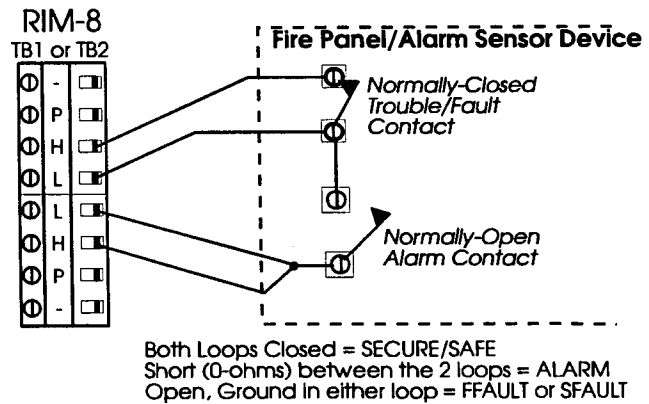 RIM-8
TB1 or TB2
Fire Panel/Alarm Sensor Device
-
P
H
L
L
H
P
-
Normally-Closed
Trouble/Fault
Contact
Normally-Open
Alarm Contact
Both Loops Closed = SECURE/SAFE
Short (0-ohms) between the 2 loops = ALARM
Open, Ground in either loop = FFAULT or SFAULT